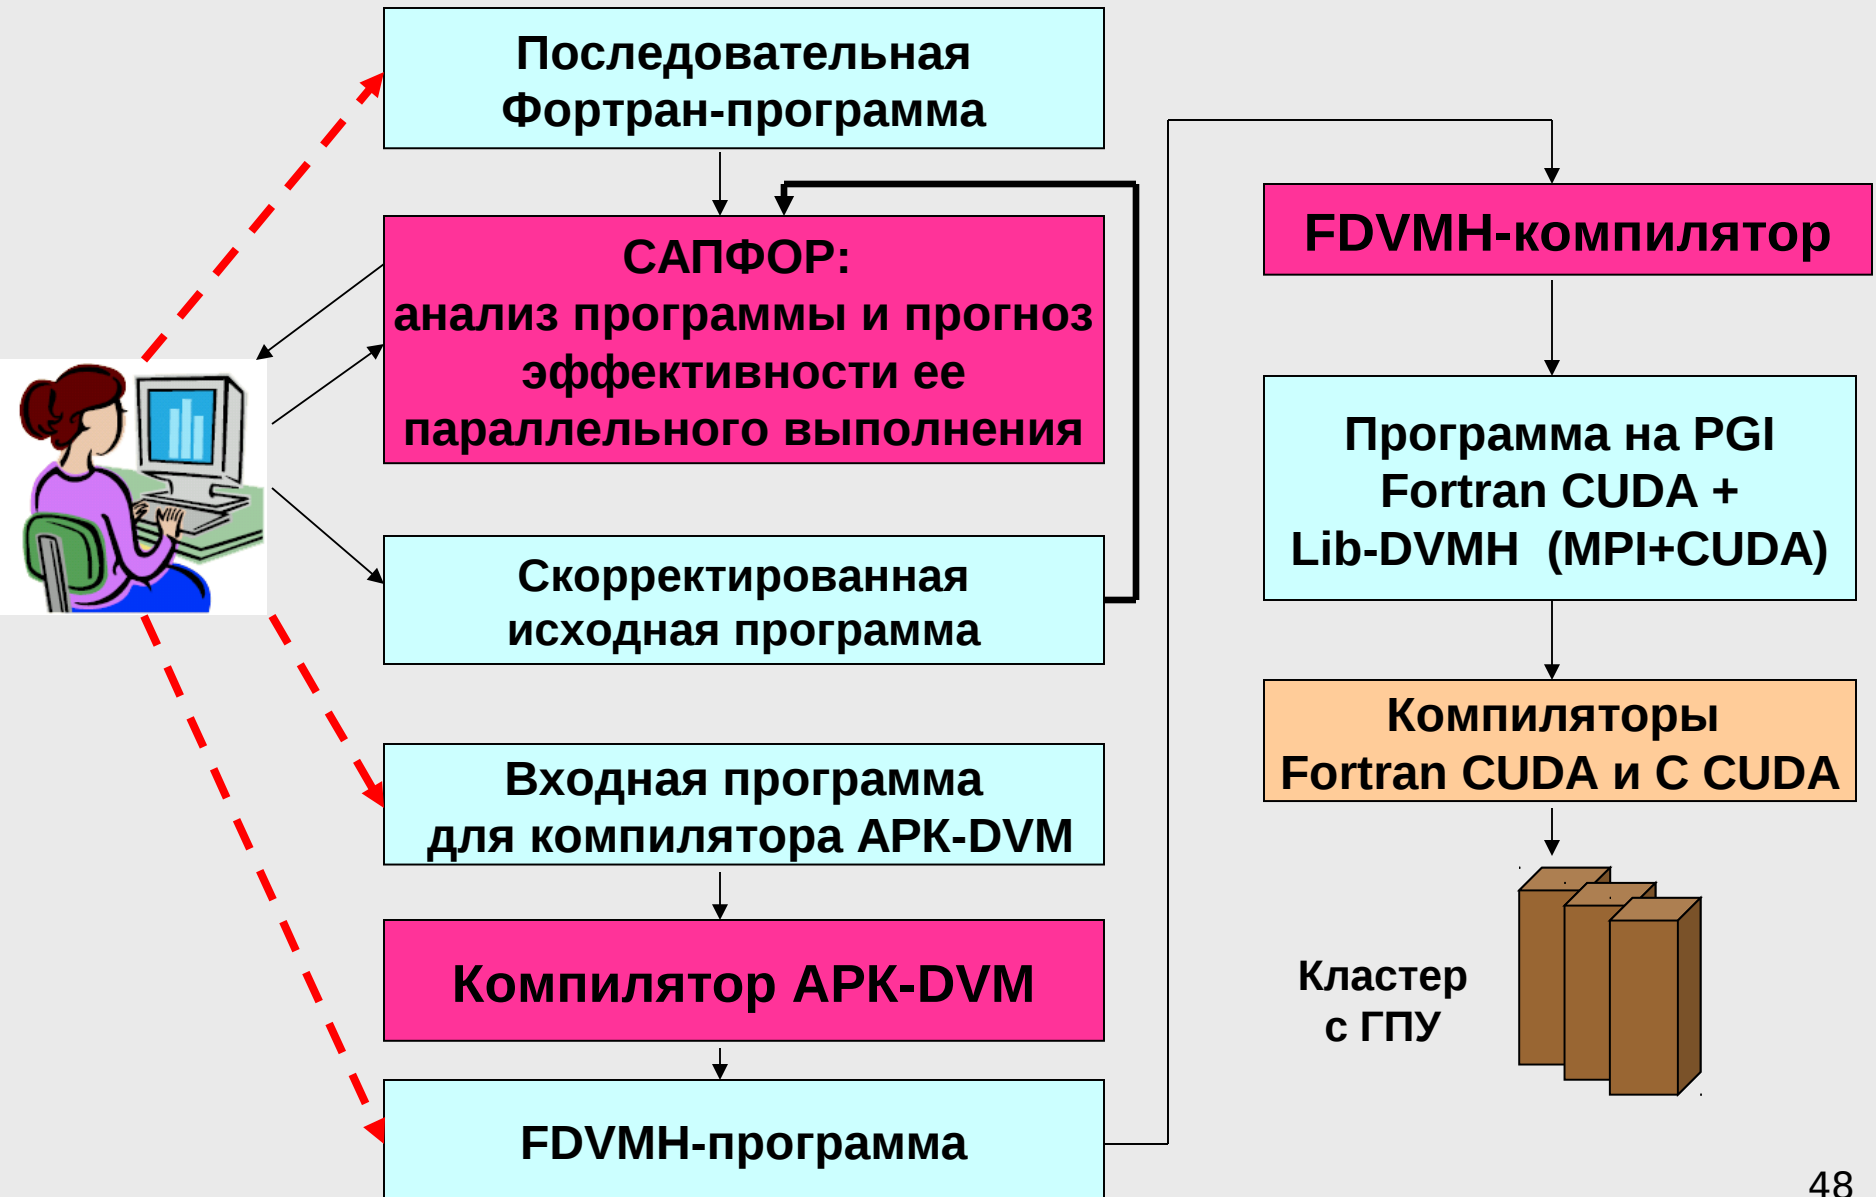 Последовательная
Фортран-программа
САПФОР:
анализ программы и прогноз
эффективности ее
параллельного выполнения
Скорректированная
исходная программа
Входная программа
для компилятора АРК-DVM
Компилятор АРК-DVM
FDVMH-программа
FDVMH-компилятор
Программа на PGI
Fortran CUDA +
Lib-DVMH (MPI+CUDA)
Компиляторы
Fortran CUDA и C CUDA
Кластер
с ГПУ
48